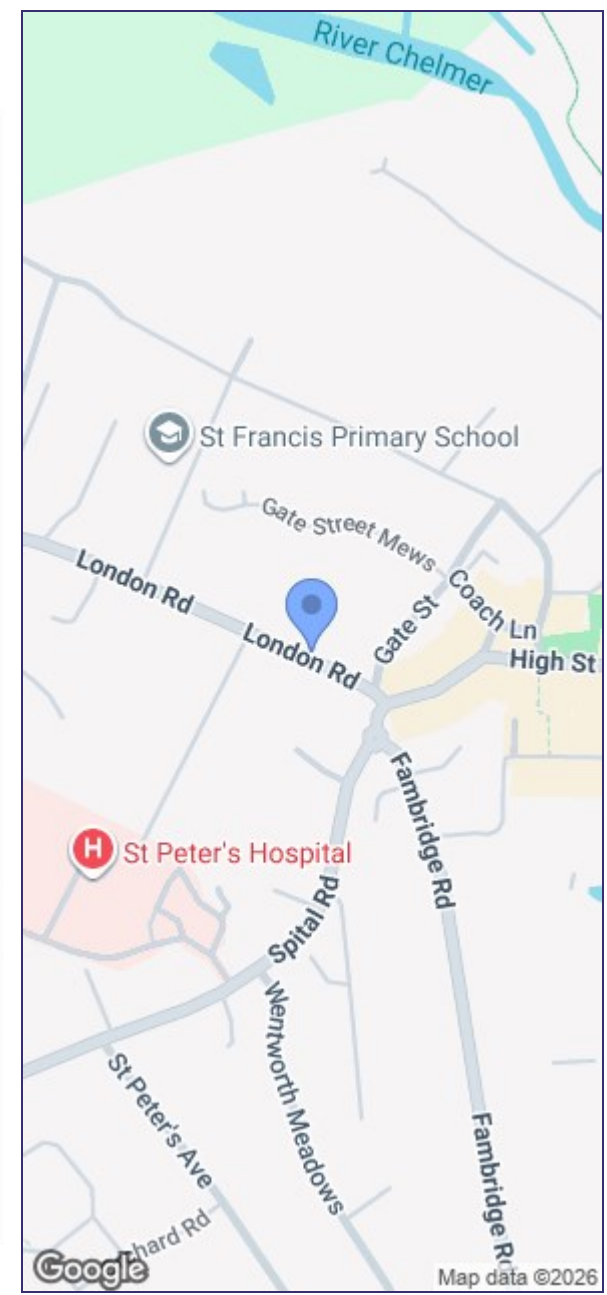 River Chelmer
St Francis Primary School
Gate Street Mews
London Rd
Coach Ln
Gate St
London Rd
High St
Fambridge Rd
H
St Peter's Hospital
Spital Rd
Wentworth Meadows
St Peter's Ave
Fambridge Rd
Google
Map data ©2026